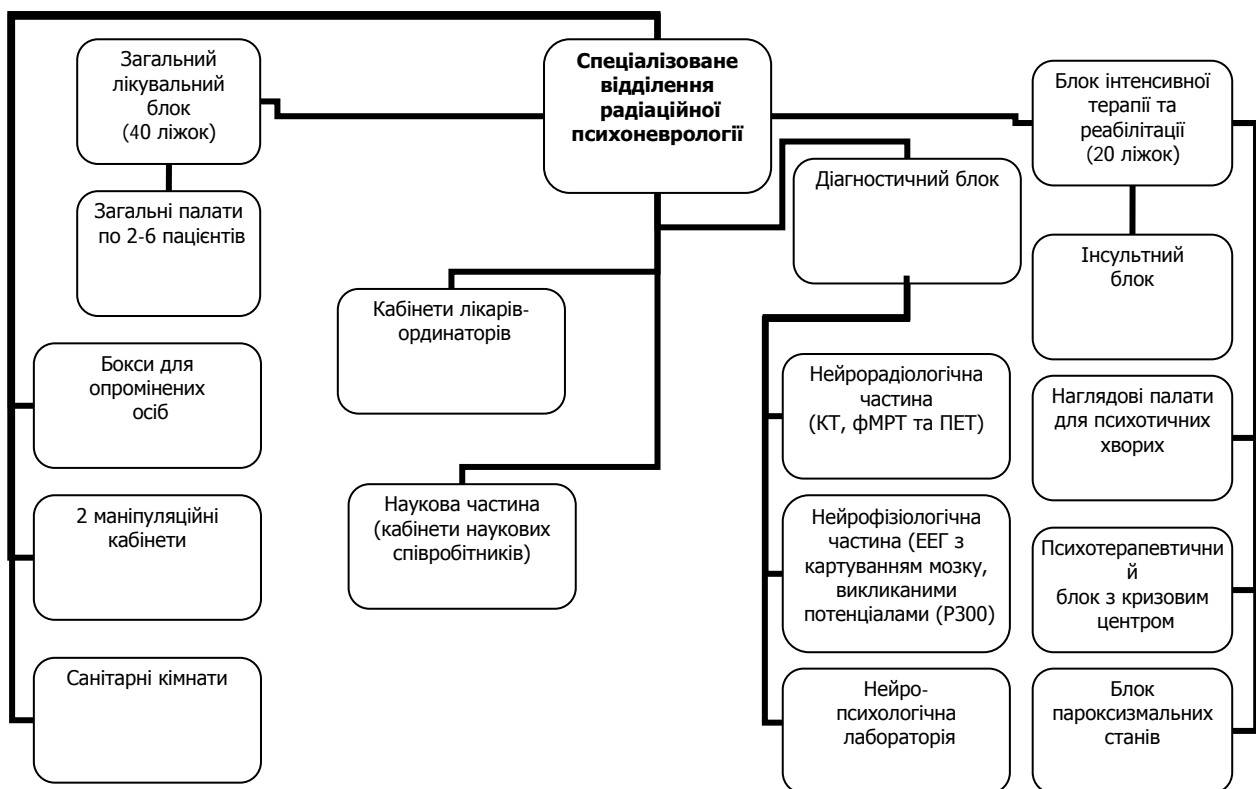 Спеціалізоване
відділення
радіаційної
психоневрології
Загальний
лікувальний
блок
(40 ліжок)
Загальні палати
по 2-6 пацієнтів
Бокси для
опромінених
осіб
2 маніпуляційні
кабінети
Санітарні кімнати
Кабінети лікарів-
ординаторів
Наукова частина
(кабінети наукових
співробітників)
Діагностичний блок
Нейрорадіологічна
частина
(КТ, фМРТ та ПЕТ)
Нейрофізіологічна
частина (ЕЕГ з
картуванням мозку,
викликаними
потенціалами (Р300)
Нейро-
психологічна
лабораторія
Блок інтенсивної
терапії та
реабілітації
(20 ліжок)
Інсультний
блок
Наглядові палати
для психотичних
хворих
Психотерапевтични
й
блок з кризовим
центром
Блок
пароксизмальних
станів